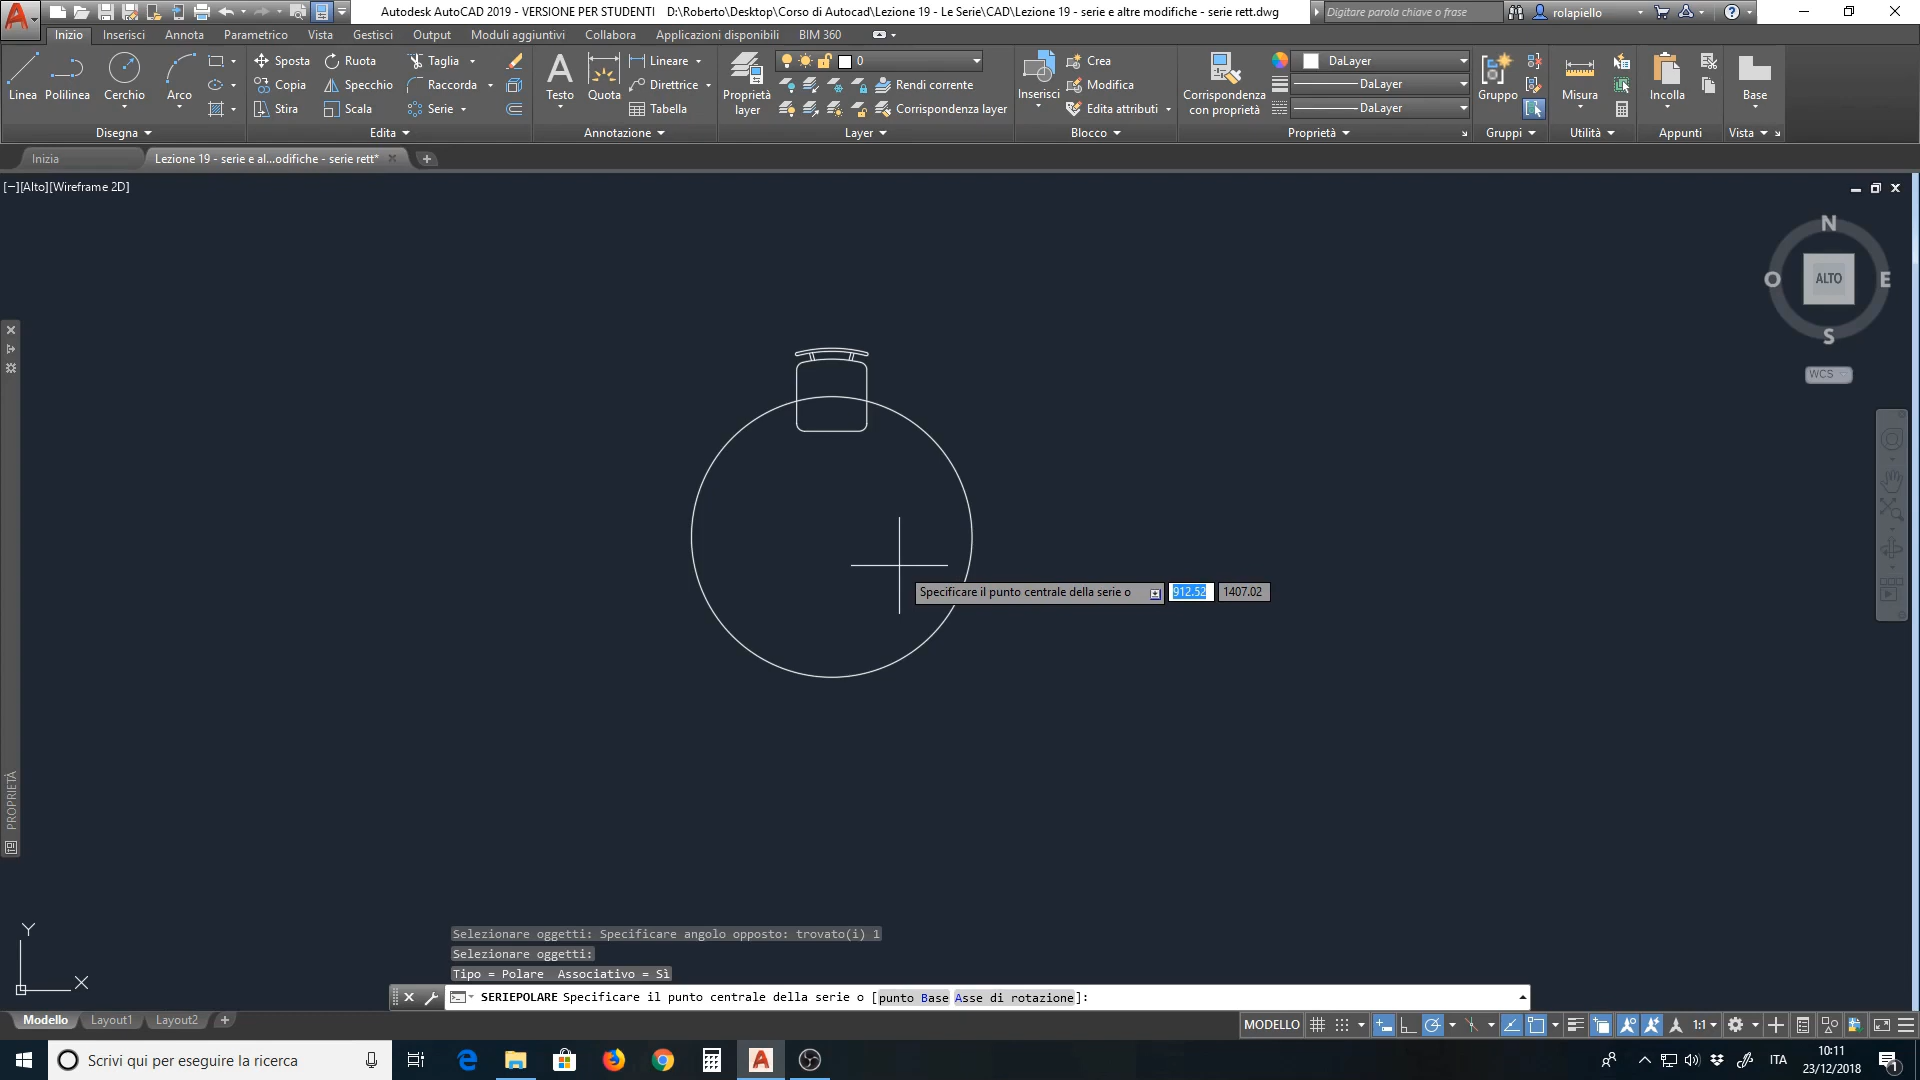 Autodesk AutoCAD 2019 - VERSIONE PER STUDENTI D:\Roberto\Desktop\Corso di Autocad\Lezione 19 - Le Serie\CAD\Lezione 19 - serie e altre modifiche - serie rett.dwg
Digitare parola chiave o frase
rolapiello
Inizio Inserisci Annota Parametrico Vista Gestisci Output Moduli aggiuntivi Collabora Applicazioni disponibili BIM 360
Linea Polilinea Cerchio Arco
Disegna
Sposta Ruota Taglia
Copia Specchio Raccorda
Stira Scala Serie
Edita
Testo Quota
Lineare
Direttrice
Tabella
Annotazione
Proprietà
layer
0
Rendi corrente
Corrispondenza layer
Layer
Inserisci
Crea
Modifica
Edita attributi
Blocco
Corrispondenza
con proprietà
DaLayer
DaLayer
DaLayer
Proprietà
Gruppo
Gruppi
Misura
Utilità
Incolla
Appunti
Base
Vista
Inizia
Lezione 19 - serie e al...odifiche - serie rett*
[−][Alto][Wireframe 2D]
N
O ALTO E
S
WCS
Specificare il punto centrale della serie o 912.52 1407.02
PROPRIETÀ
Y
X
Selezionare oggetti: Specificare angolo opposto: trovato(i) 1
Selezionare oggetti:
Tipo = Polare Associativo = Sì
SERIEPOLARE Specificare il punto centrale della serie o [punto Base Asse di rotazione]:
Modello Layout1 Layout2
MODELLO
1:1
Scrivi qui per eseguire la ricerca
ITA
10:11
23/12/2018
1